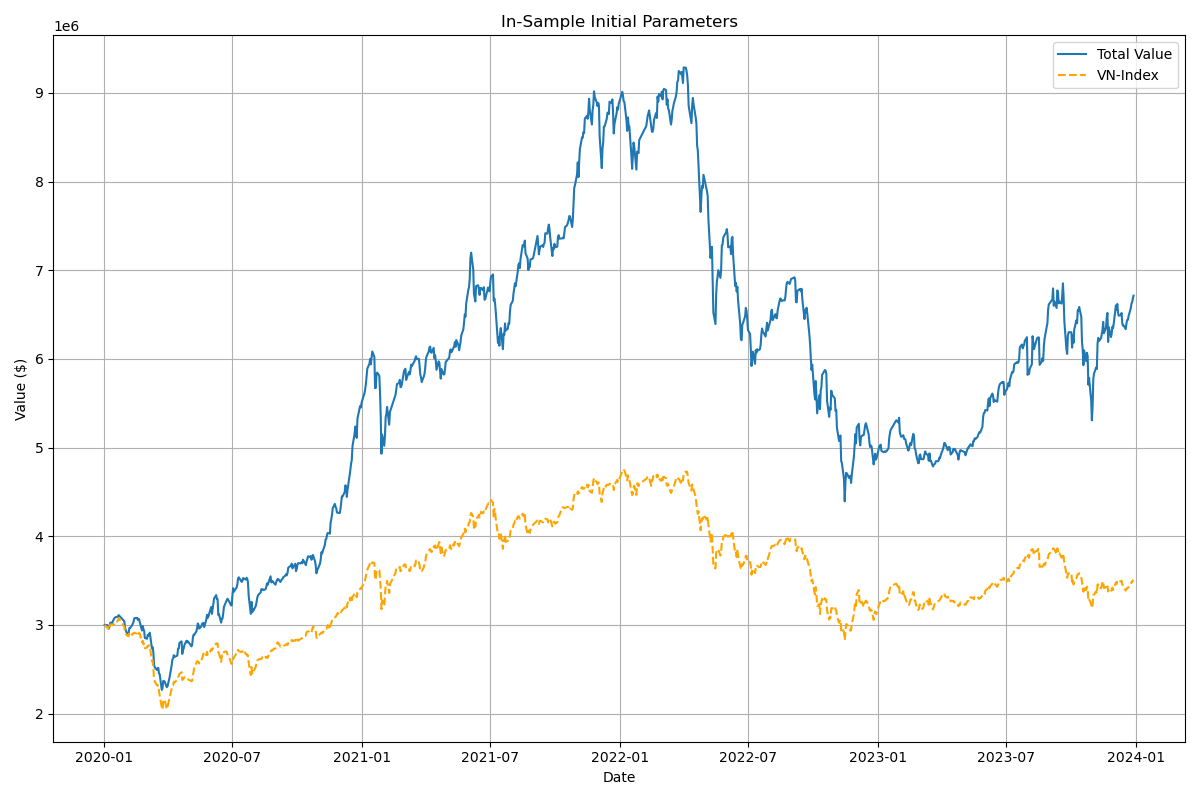 In-Sample Initial Parameters
1e6
Total Value
VN-Index
9
8
7
6
5
4
3
2
Value ($)
2020-01
2020-07
2021-01
2021-07
2022-01
2022-07
2023-01
2023-07
2024-01
Date